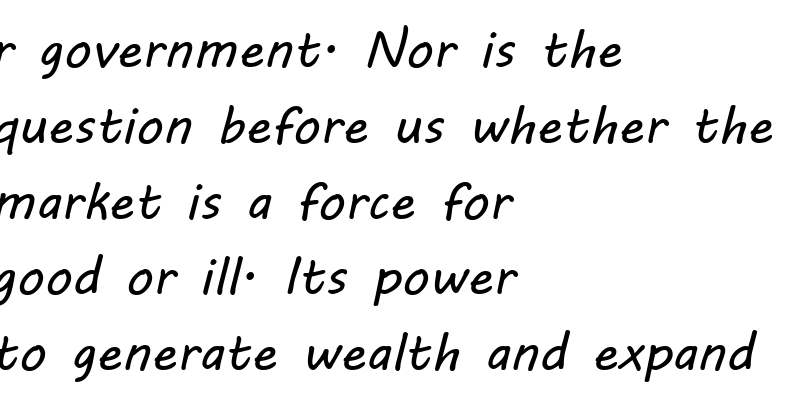 r government. Nor is the
question before us whether the
market is a force for
good or ill. Its power
to generate wealth and expand